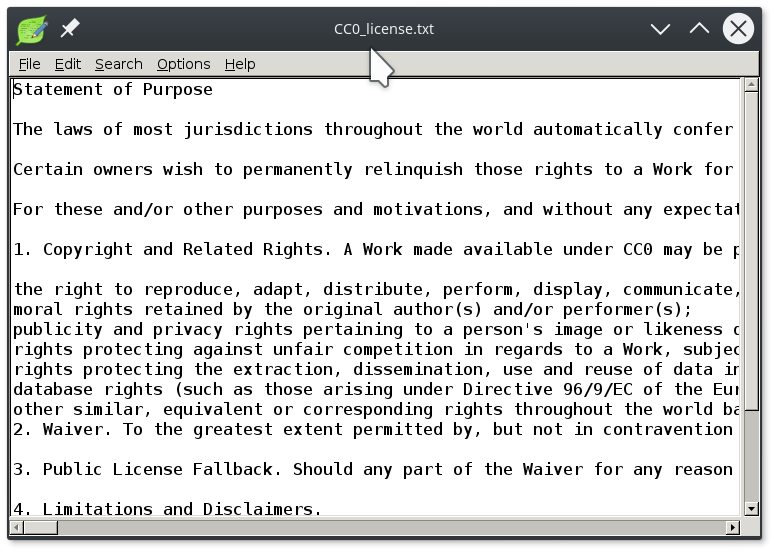 CC0_license.txt
File Edit Search Options Help
Statement of Purpose
The laws of most jurisdictions throughout the world automatically confer
Certain owners wish to permanently relinquish those rights to a Work for
For these and/or other purposes and motivations, and without any expectat
1. Copyright and Related Rights. A Work made available under CC0 may be p
the right to reproduce, adapt, distribute, perform, display, communicate,
moral rights retained by the original author(s) and/or performer(s);
publicity and privacy rights pertaining to a person's image or likeness d
rights protecting against unfair competition in regards to a Work, subjec
rights protecting the extraction, dissemination, use and reuse of data in
database rights (such as those arising under Directive 96/9/EC of the Eur
other similar, equivalent or corresponding rights throughout the world ba
2. Waiver. To the greatest extent permitted by, but not in contravention
3. Public License Fallback. Should any part of the Waiver for any reason
4. Limitations and Disclaimers.